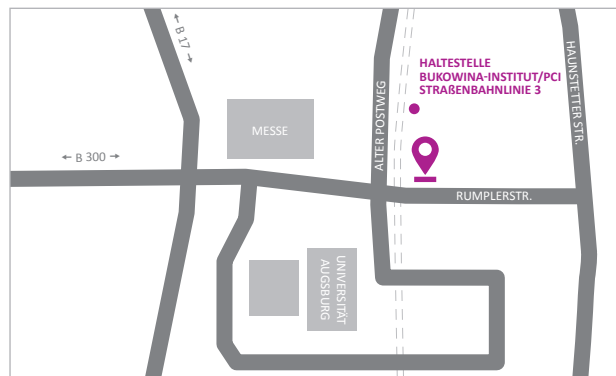 ← B 17 →
HALTESTELLE
BUKOWINA-INSTITUT/PCI
STRAßENBAHNLINIE 3
HAUNSTETTER STR.
ALTER POSTWEG
MESSE
← B 300 →
RUMPLERSTR.
UNIVERSITÄT
AUGSBURG